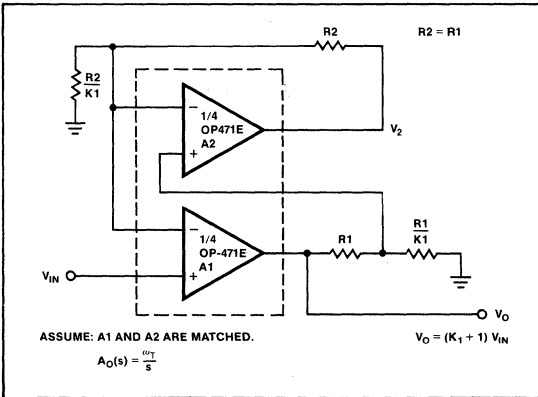 R2
R2 = R1
R2
K1
–
1/4
OP471E
A2
+
V2
–
1/4
OP-471E
A1
+
R1
R1
K1
VIN
VO
ASSUME: A1 AND A2 ARE MATCHED.
AO(s) = ωT
s
VO = (K1 + 1) VIN